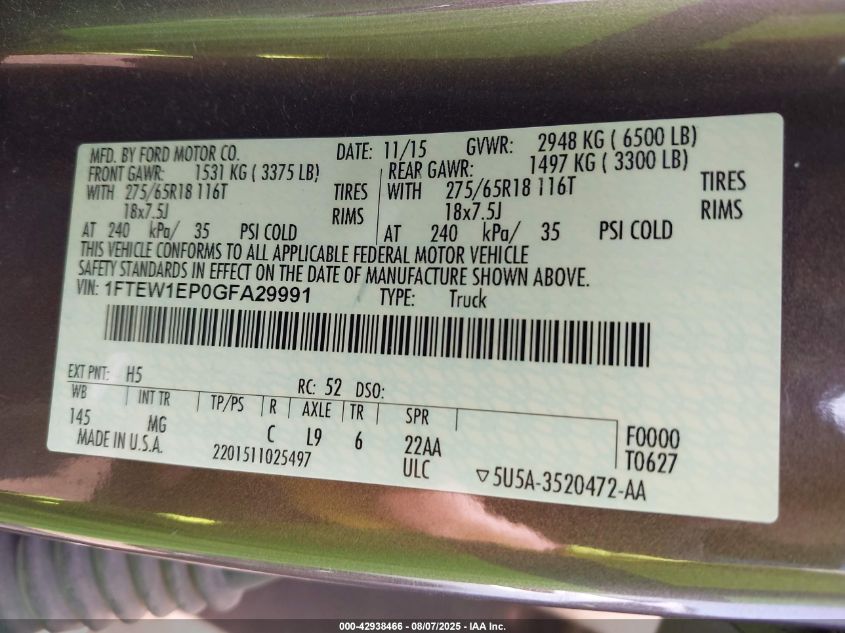 MFD. BY FORD MOTOR CO. DATE: 11/15 GVWR: 2948 KG ( 6500 LB)
FRONT GAWR: 1531 KG ( 3375 LB) REAR GAWR: 1497 KG ( 3300 LB)
WITH 275/65R18 116T TIRES WITH 275/65R18 116T TIRES
18x7.5J RIMS 18x7.5J RIMS
AT 240 kPa/ 35 PSI COLD AT 240 kPa/ 35 PSI COLD
THIS VEHICLE CONFORMS TO ALL APPLICABLE FEDERAL MOTOR VEHICLE
SAFETY STANDARDS IN EFFECT ON THE DATE OF MANUFACTURE SHOWN ABOVE.
VIN: 1FTEW1EP0GFA29991 TYPE: Truck
EXT PNT: H5 RC: 52 DSO:
WB INT TR TP/PS R AXLE TR SPR
145 MG C L9 6 22AA F0000
MADE IN U.S.A. 2201511025497 ULC T0627
▽5U5A-3520472-AA
000-42938466 - 08/07/2025 - IAA Inc.